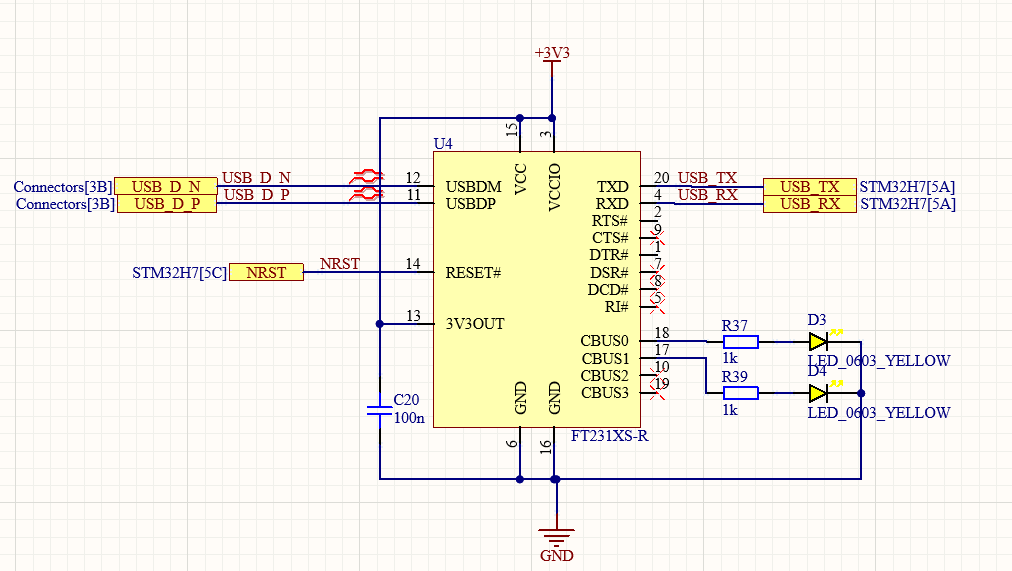 +3V3
U4
15
3
VCC
VCCIO
Connectors[3B]
USB_D_N
USB_D_N
12
USBDM
TXD
20
USB_TX
USB_TX
STM32H7[5A]
Connectors[3B]
USB_D_P
USB_D_P
11
USBDP
RXD
4
USB_RX
USB_RX
STM32H7[5A]
RTS#
2
CTS#
9
DTR#
1
STM32H7[5C]
NRST
NRST
14
RESET#
DSR#
7
DCD#
8
RI#
5
13
3V3OUT
CBUS0
18
R37
1k
D3
LED_0603_YELLOW
CBUS1
17
CBUS2
10
CBUS3
19
R39
1k
D4
LED_0603_YELLOW
C20
100n
GND
GND
6
16
FT231XS-R
GND